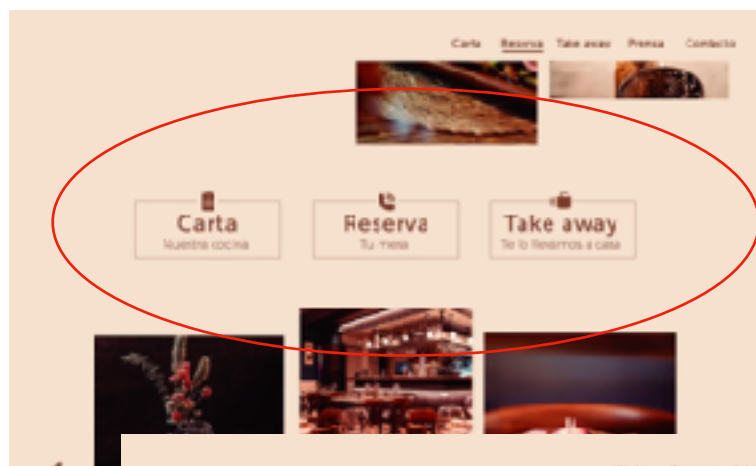 Carta Reserva Take away Prensa Contacto
Carta
Nuestra cocina
Reserva
Tu mesa
Take away
Te lo llevamos a casa